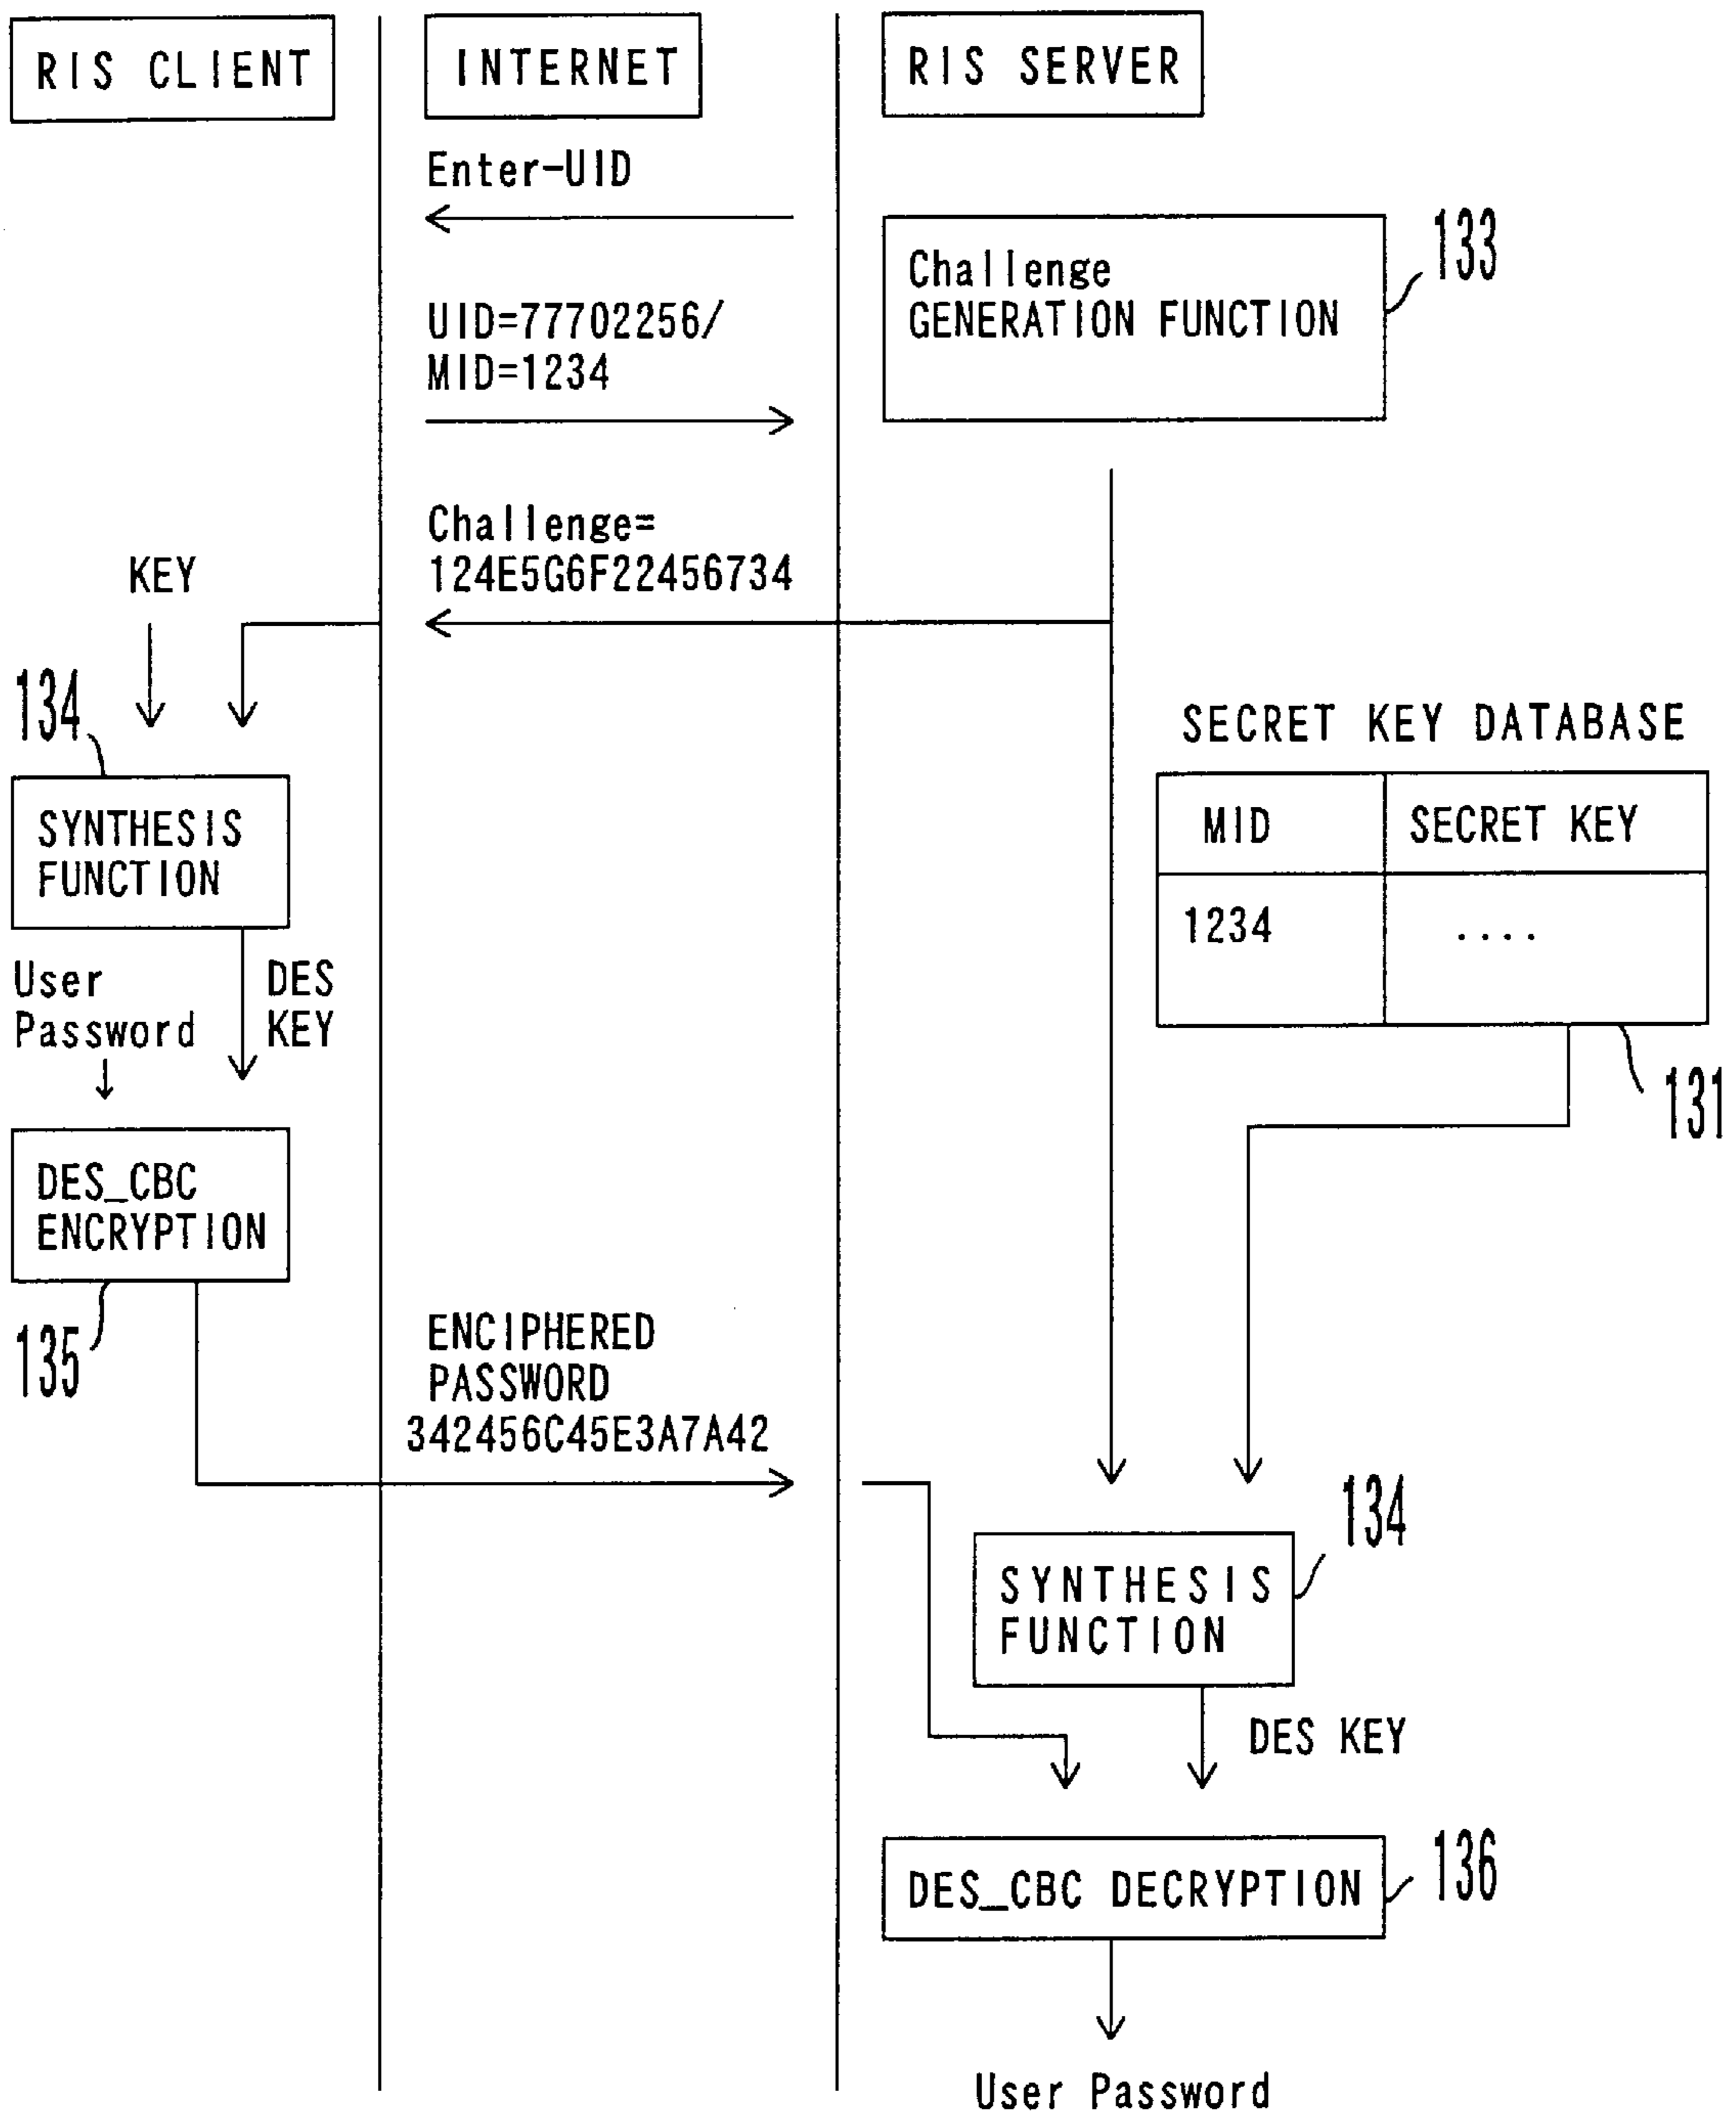 RIS CLIENT
INTERNET
RIS SERVER
Enter-UID
133
Challenge
GENERATION FUNCTION
UID=77702256/
MID=1234
Challenge=
124E5G6F22456734
KEY
134
SYNTHESIS
FUNCTION
SECRET KEY DATABASE
MID
SECRET KEY
1234
....
131
User
Password
DES
KEY
DES_CBC
ENCRYPTION
135
ENCIPHERED
PASSWORD
342456C45E3A7A42
134
SYNTHESIS
FUNCTION
DES KEY
DES_CBC DECRYPTION
136
User Password